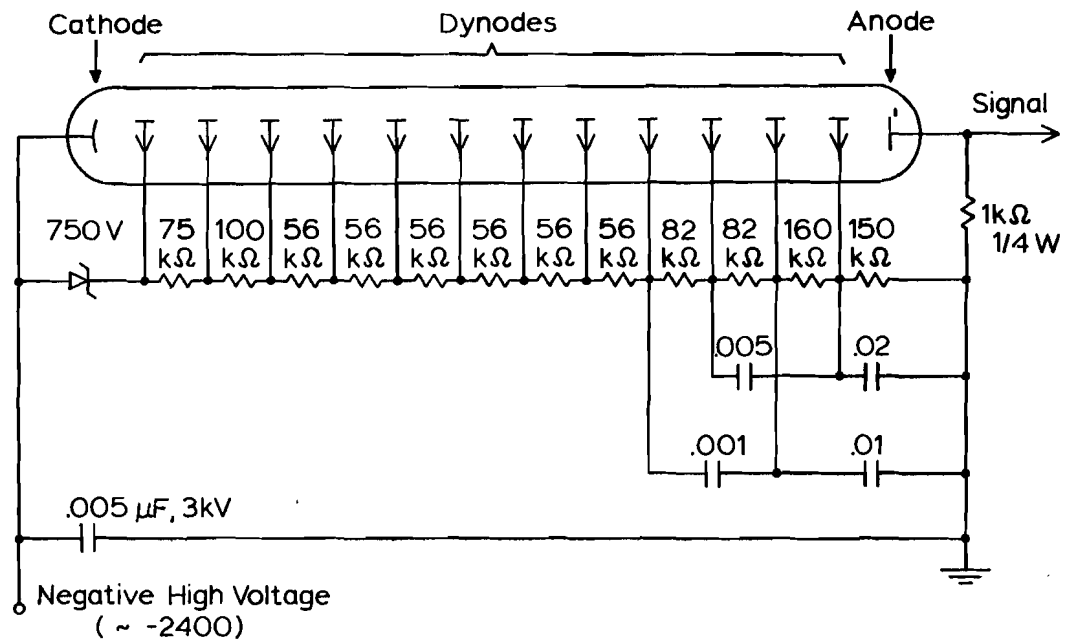 Cathode
Dynodes
Anode
Signal
750 V
75 kΩ
100 kΩ
56 kΩ
56 kΩ
56 kΩ
56 kΩ
56 kΩ
56 kΩ
82 kΩ
82 kΩ
160 kΩ
150 kΩ
1kΩ
1/4 W
.005
.02
.001
.01
.005 µF, 3kV
Negative High Voltage
( ~ -2400)